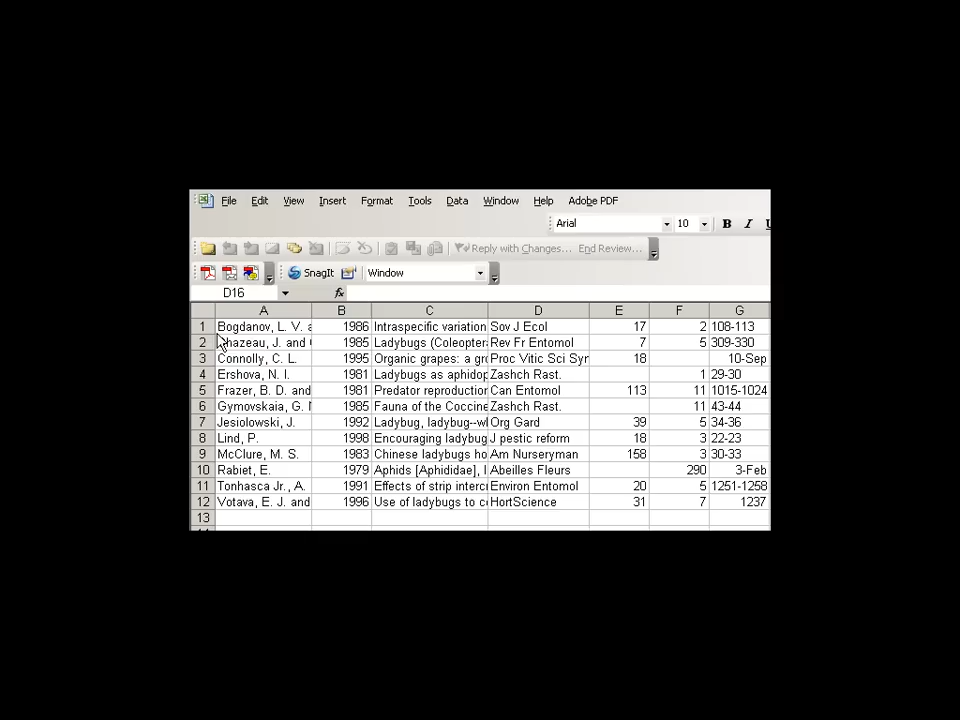 File Edit View Insert Format Tools Data Window Help Adobe PDF
Arial 10 B I U
Reply with Changes... End Review...
SnagIt Window
D16 fx
A B C D E F G
1 Bogdanov, L. V. a 1986 Intraspecific variation Sov J Ecol 17 2 108-113
2 hazeau, J. and 1985 Ladybugs (Coleopter Rev Fr Entomol 7 5 309-330
3 Connolly, C. L. 1995 Organic grapes: a gr Proc Vitic Sci Syn 18 10-Sep
4 Ershova, N. I. 1981 Ladybugs as aphidop Zashch Rast. 1 29-30
5 Frazer, B. D. and 1981 Predator reproduction Can Entomol 113 11 1015-1024
6 Gymovskaia, G. 1985 Fauna of the Coccine Zashch Rast. 11 43-44
7 Jesiolowski, J. 1992 Ladybug, ladybug--wl Org Gard 39 5 34-36
8 Lind, P. 1998 Encouraging ladybug J pestic reform 18 3 22-23
9 McClure, M. S. 1983 Chinese ladybugs ho Am Nurseryman 158 3 30-33
10 Rabiet, E. 1979 Aphids [Aphididae], l Abeilles Fleurs 290 3-Feb
11 Tonhasca Jr., A. 1991 Effects of strip interc Environ Entomol 20 5 1251-1258
12 Votava, E. J. and 1996 Use of ladybugs to c HortScience 31 7 1237
13